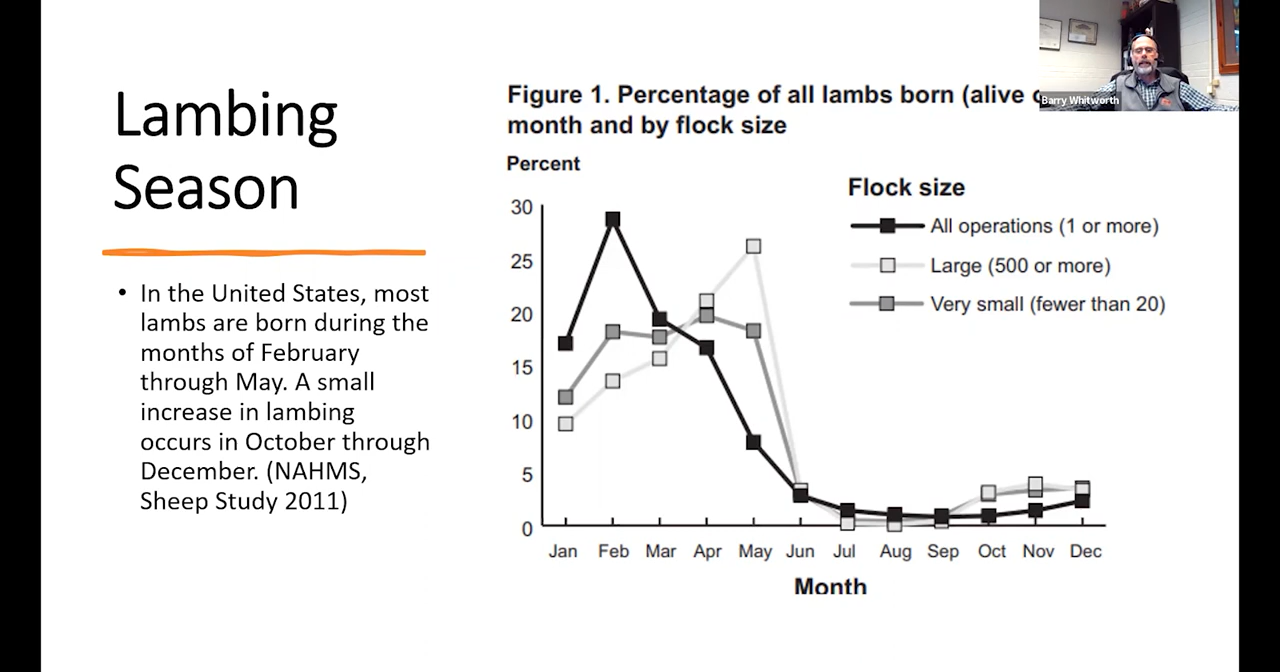 Lambing
Season
• In the United States, most
lambs are born during the
months of February
through May. A small
increase in lambing
occurs in October through
December. (NAHMS,
Sheep Study 2011)
Figure 1. Percentage of all lambs born (alive
month and by flock size
Percent
Flock size
All operations (1 or more)
Large (500 or more)
Very small (fewer than 20)
30
25
20
15
10
5
0
Jan Feb Mar Apr May Jun Jul Aug Sep Oct Nov Dec
Month
Barry Whitworth